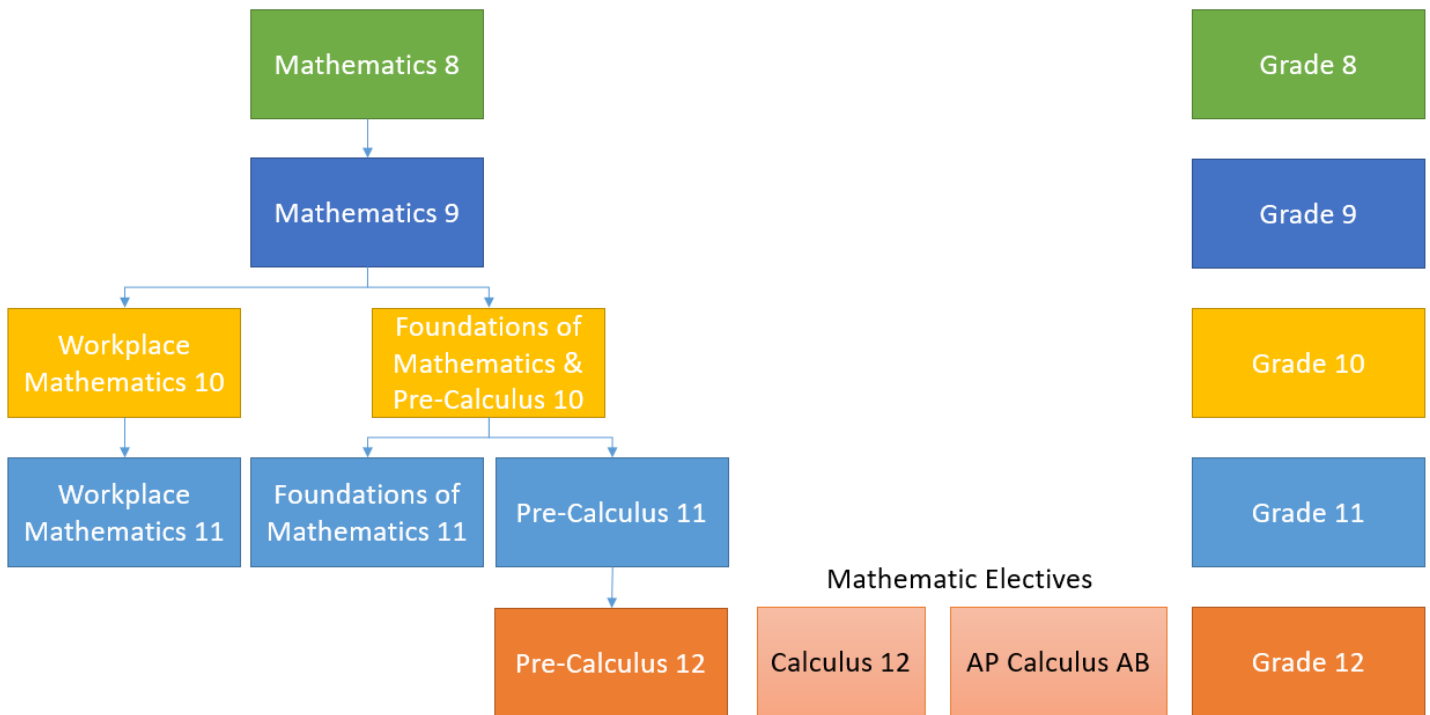 Mathematics 8
Grade 8
Mathematics 9
Grade 9
Workplace
Mathematics 10
Foundations of
Mathematics &
Pre-Calculus 10
Grade 10
Workplace
Mathematics 11
Foundations of
Mathematics 11
Pre-Calculus 11
Grade 11
Mathematic Electives
Pre-Calculus 12
Calculus 12
AP Calculus AB
Grade 12